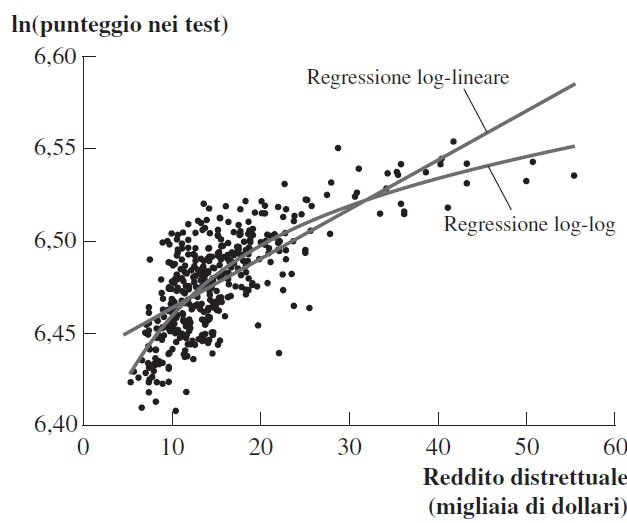 ln(punteggio nei test)
6,60
Regressione log-lineare
6,55
6,50
Regressione log-log
6,45
6,40
0 10 20 30 40 50 60
Reddito distrettuale
(migliaia di dollari)